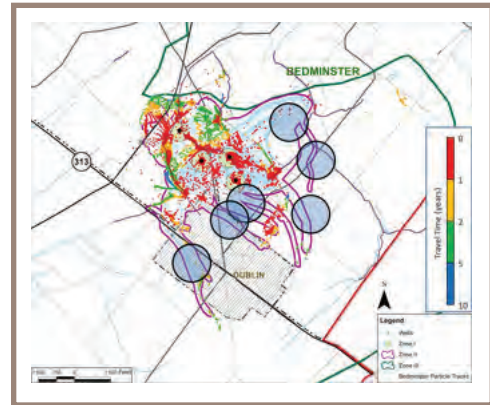 BEDMINSTER
313
DUBLIN
0
1
2
5
10
Travel Time (years)
N
Legend
Wells
Zone I
Zone II
Zone III
Bedminster Particle Traces